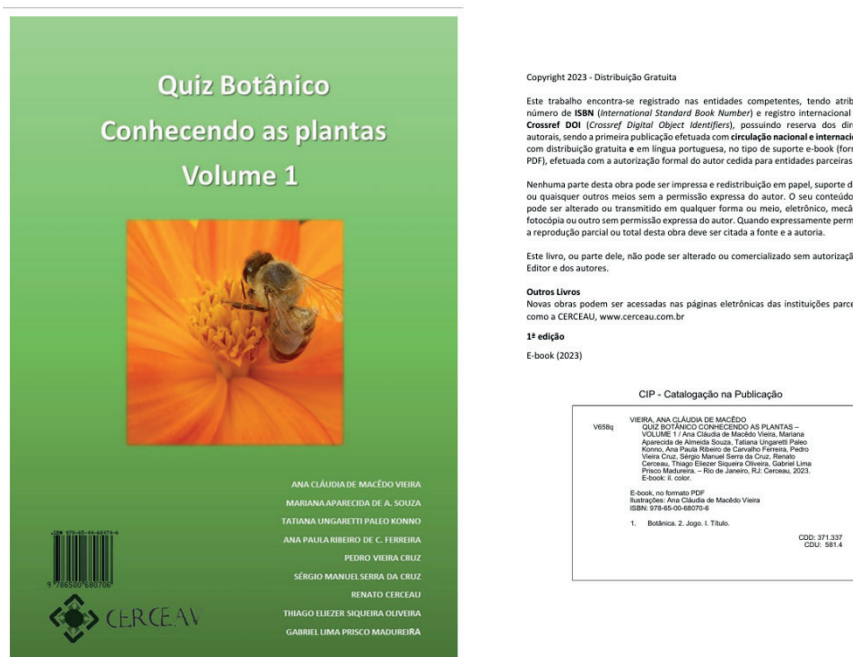 Quiz Botânico
Conhecendo as plantas
Volume 1
ANA CLÁUDIA DE MACÊDO VIEIRA
MARIANA APARECIDA DE A. SOUZA
TATIANA UNGARETTI PALEO KONNO
ANA PAULA RIBEIRO DE C. FERREIRA
PEDRO VIEIRA CRUZ
SÉRGIO MANUEL SERRA DA CRUZ
RENATO CERCEAU
THIAGO ELIEZER SIQUEIRA OLIVEIRA
GABRIEL LIMA PRISCO MADUREIRA
9 786500 680706
CERCEAU
Copyright 2023 - Distribuição Gratuita
Este trabalho encontra-se registrado nas entidades competentes, tendo atrib
número de ISBN (International Standard Book Number) e registro internacional
Crossref DOI (Crossref Digital Object Identifiers), possuindo reserva dos dir
autorais, sendo a primeira publicação efetuada com circulação nacional e internaci
com distribuição gratuita e em língua portuguesa, no tipo de suporte e-book (for
PDF), efetuada com a autorização formal do autor cedida para entidades parceiras
Nenhuma parte desta obra pode ser impressa e redistribuição em papel, suporte d
ou quaisquer outros meios sem a permissão expressa do autor. O seu conteúdo
pode ser alterado ou transmitido em qualquer forma ou meio, eletrônico, mecâ
fotocópia ou outro sem permissão expressa do autor. Quando expressamente perm
a reprodução parcial ou total desta obra deve ser citada a fonte e a autoria.
Este livro, ou parte dele, não pode ser alterado ou comercializado sem autorizaçã
Editor e dos autores.
Outros Livros
Novas obras podem ser acessadas nas páginas eletrônicas das instituições parce
como a CERCEAU, www.cerceau.com.br
1ª edição
E-book (2023)
CIP - Catalogação na Publicação
VIEIRA, ANA CLÁUDIA DE MACÊDO
V658q QUIZ BOTÂNICO CONHECENDO AS PLANTAS –
VOLUME 1 / Ana Cláudia de Macêdo Vieira, Mariana
Aparecida de Almeida Souza, Tatiana Ungaretti Paleo
Konno, Ana Paula Ribeiro de Carvalho Ferreira, Pedro
Vieira Cruz, Sérgio Manuel Serra da Cruz, Renato
Cerceau, Thiago Eliezer Siqueira Oliveira, Gabriel Lima
Prisco Madureira. – Rio de Janeiro, RJ: Cerceau, 2023.
E-book: il. color.
E-book, no formato PDF
Ilustrações: Ana Cláudia de Macêdo Vieira
ISBN: 978-65-00-68070-6
1. Botânica. 2. Jogo. I. Título.
CDD: 371.337
CDU: 581.4